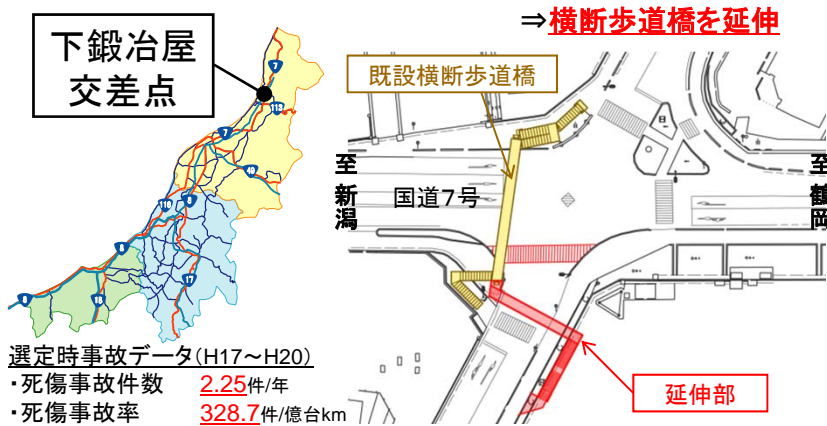 ⇒横断歩道橋を延伸
下鍛冶屋
交差点
既設横断歩道橋
7
113
7
49
116
8
8
18
17
8
至新潟
国道7号
至鶴岡
延伸部
選定時事故データ(H17～H20)
・死傷事故件数 2.25件/年
・死傷事故率 328.7件/億台km